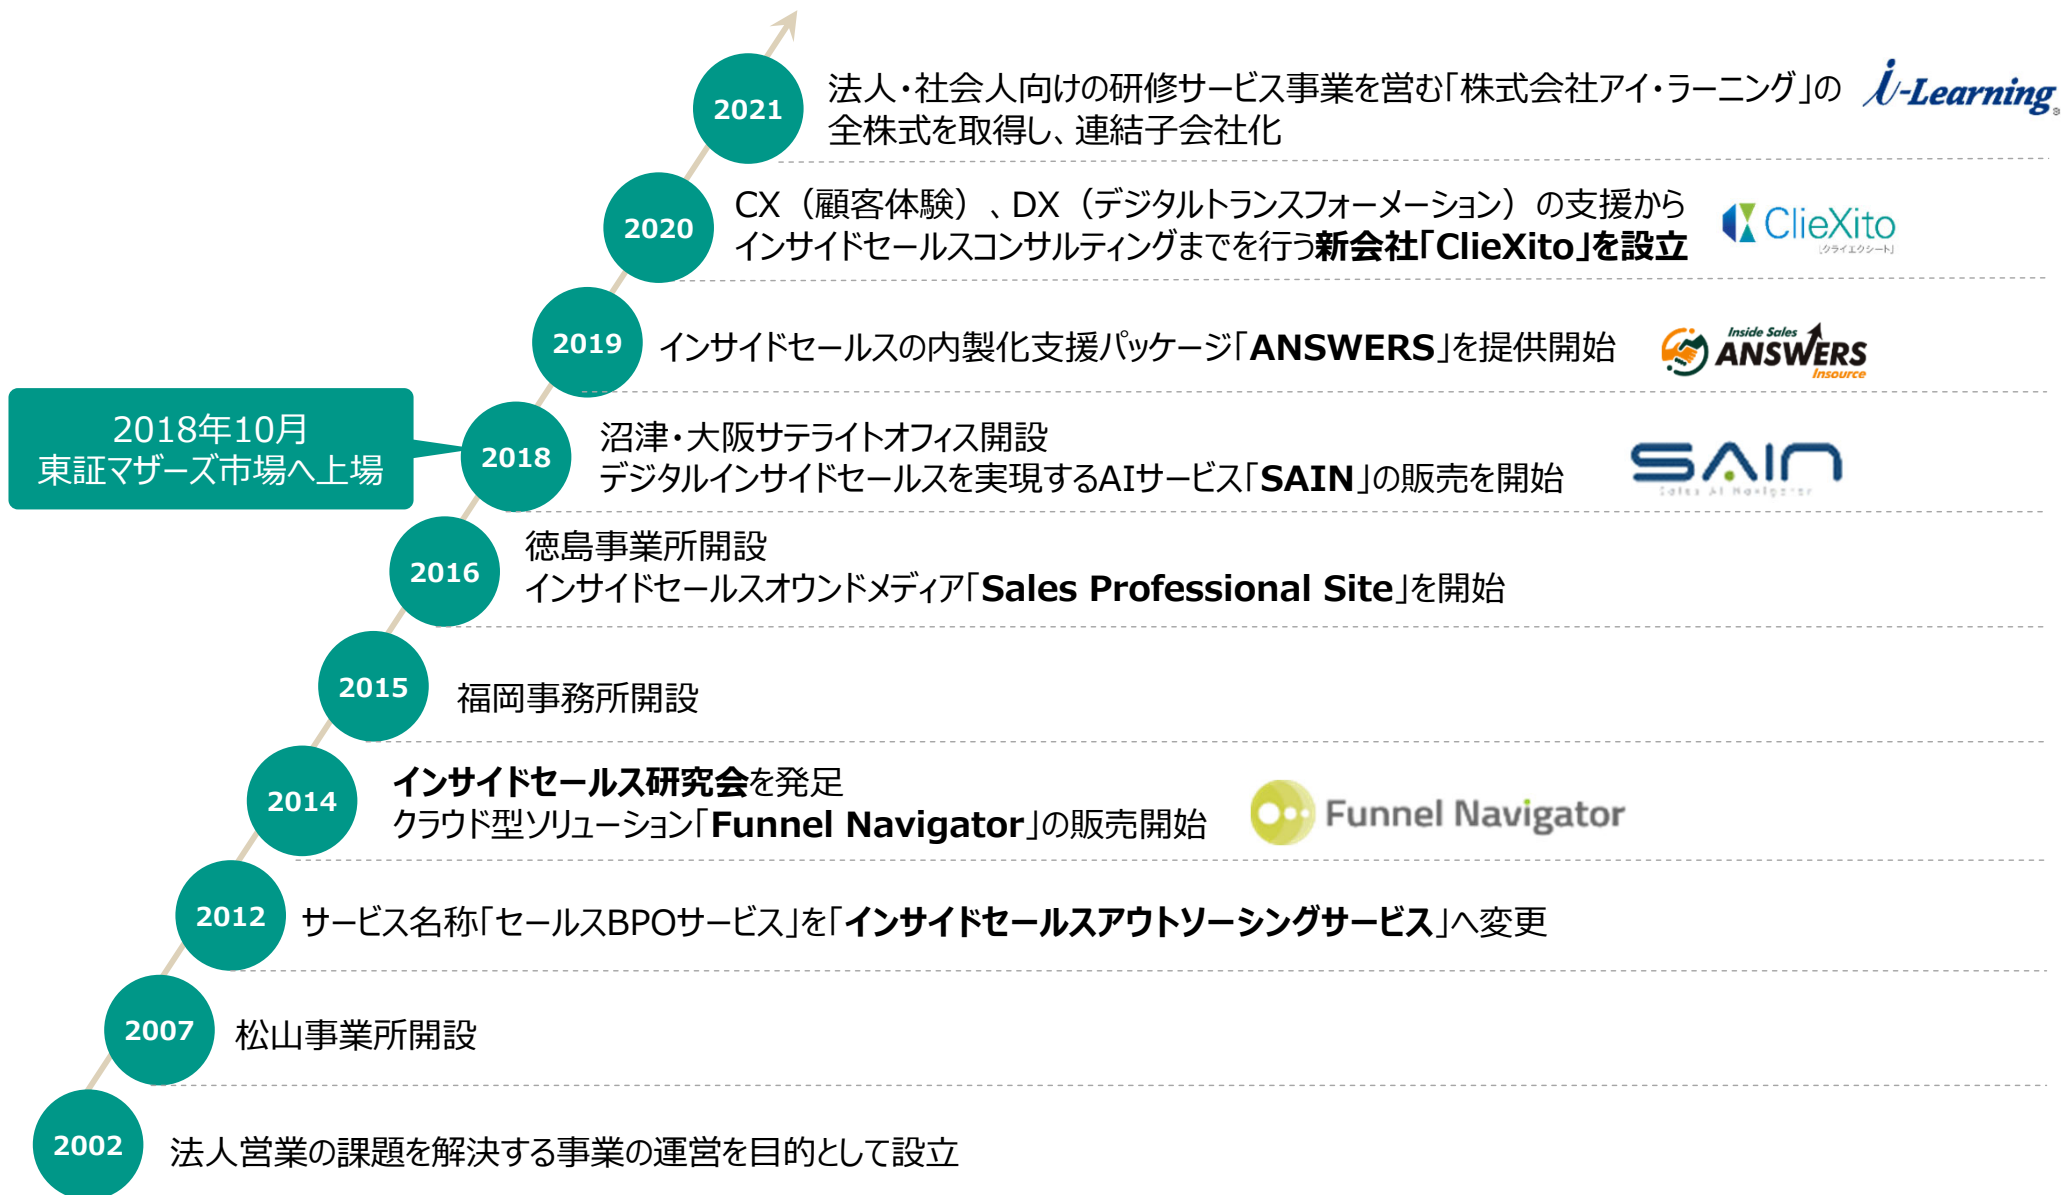 2021
法人・社会人向けの研修サービス事業を営む「株式会社アイ・ラーニング」の
全株式を取得し、連結子会社化
i-Learning®
2020
CX（顧客体験）、DX（デジタルトランスフォーメーション）の支援から
インサイドセールスコンサルティングまでを行う新会社「ClieXito」を設立
ClieXito
[クライエクシート]
2019
インサイドセールスの内製化支援パッケージ「ANSWERS」を提供開始
Inside Sales
ANSWERS
Insource
2018年10月
東証マザーズ市場へ上場
2018
沼津・大阪サテライトオフィス開設
デジタルインサイドセールスを実現するAIサービス「SAIN」の販売を開始
SAIN
Sales AI Navigator
2016
徳島事業所開設
インサイドセールスオウンドメディア「Sales Professional Site」を開始
2015
福岡事務所開設
2014
インサイドセールス研究会を発足
クラウド型ソリューション「Funnel Navigator」の販売開始
Funnel Navigator
2012
サービス名称「セールスBPOサービス」を「インサイドセールスアウトソーシングサービス」へ変更
2007
松山事業所開設
2002
法人営業の課題を解決する事業の運営を目的として設立